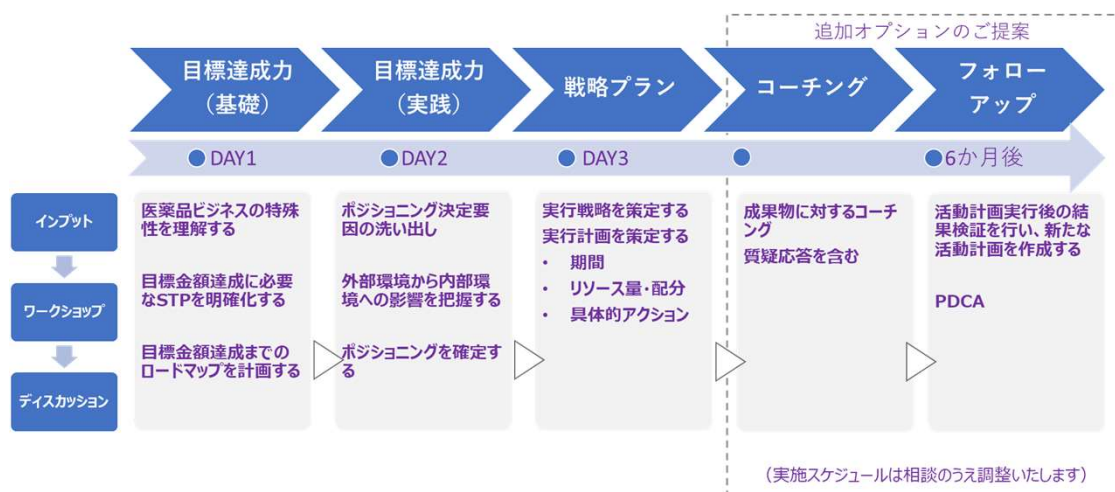 追加オプションのご提案
目標達成力
（基礎）
目標達成力
（実践）
戦略プラン
コーチング
フォロー
アップ
DAY1
DAY2
DAY3
6か月後
インプット
ワークショップ
ディスカッション
医薬品ビジネスの特殊
性を理解する
目標金額達成に必要
なSTPを明確化する
目標金額達成までの
ロードマップを計画する
ポジショニング決定要
因の洗い出し
外部環境から内部環
境への影響を把握する
ポジショニングを確定す
る
実行戦略を策定する
実行計画を策定する
• 期間
• リソース量・配分
• 具体的アクション
成果物に対するコーチ
ング
質疑応答を含む
活動計画実行後の結
果検証を行い、新たな
活動計画を作成する
PDCA
（実施スケジュールは相談のうえ調整いたします）